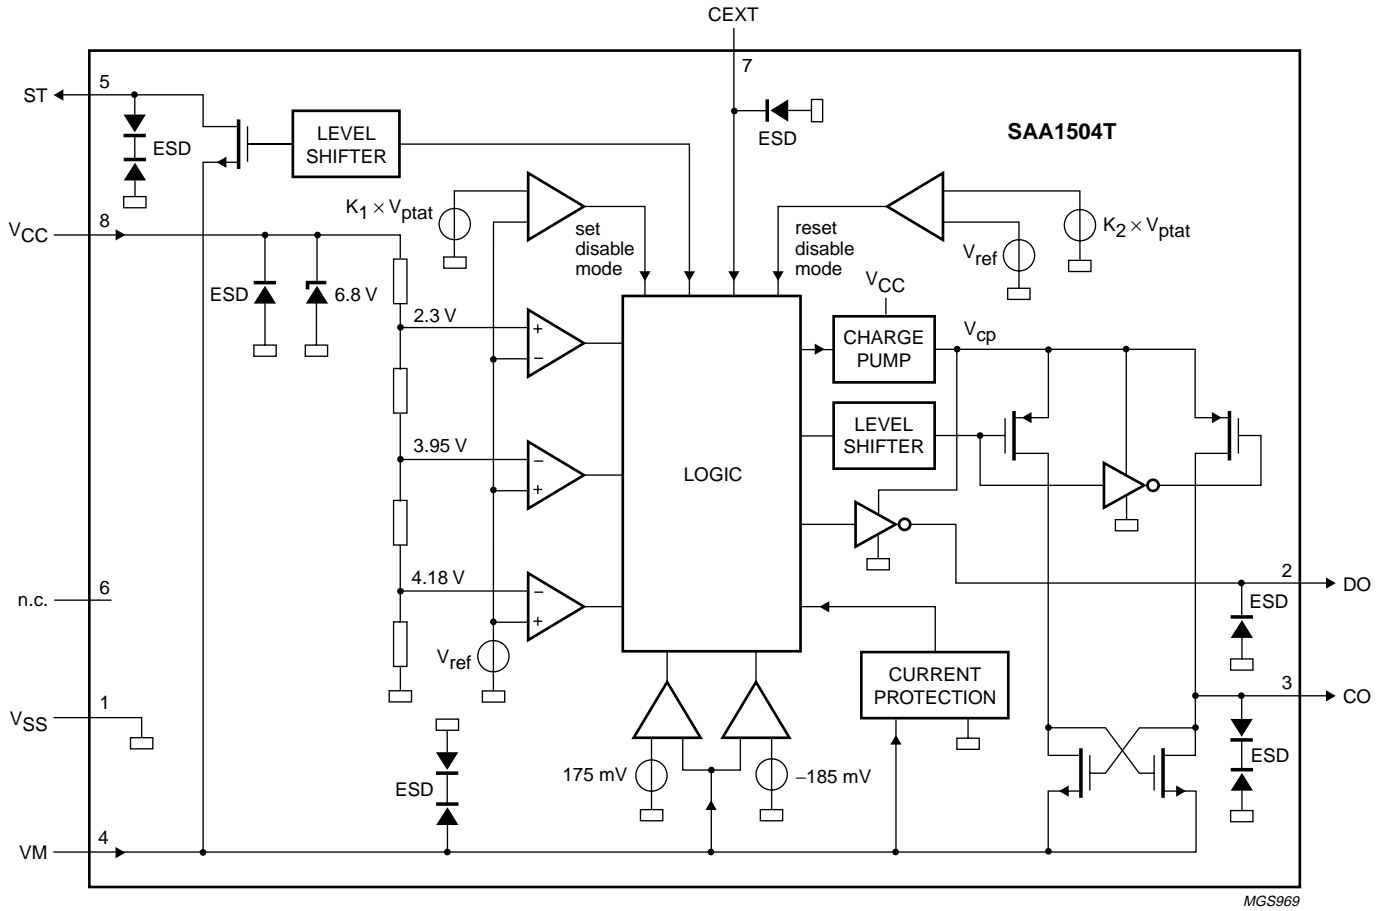 CEXT
7
5
ST
ESD
LEVEL
SHIFTER
ESD
SAA1504T
8
VCC
K1 × Vptat
set
disable
mode
reset
disable
mode
Vref
K2 × Vptat
ESD
6.8 V
2.3 V
+
−
VCC
CHARGE
PUMP
Vcp
LEVEL
SHIFTER
3.95 V
−
+
LOGIC
4.18 V
−
+
Vref
6
n.c.
2
DO
ESD
CURRENT
PROTECTION
3
CO
1
VSS
ESD
175 mV
−185 mV
ESD
4
VM
MGS969